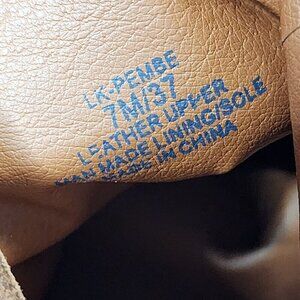 LK-PEMBE
7M/37
LEATHER UPPER
MAN MADE LINING/SOLE
MADE IN CHINA